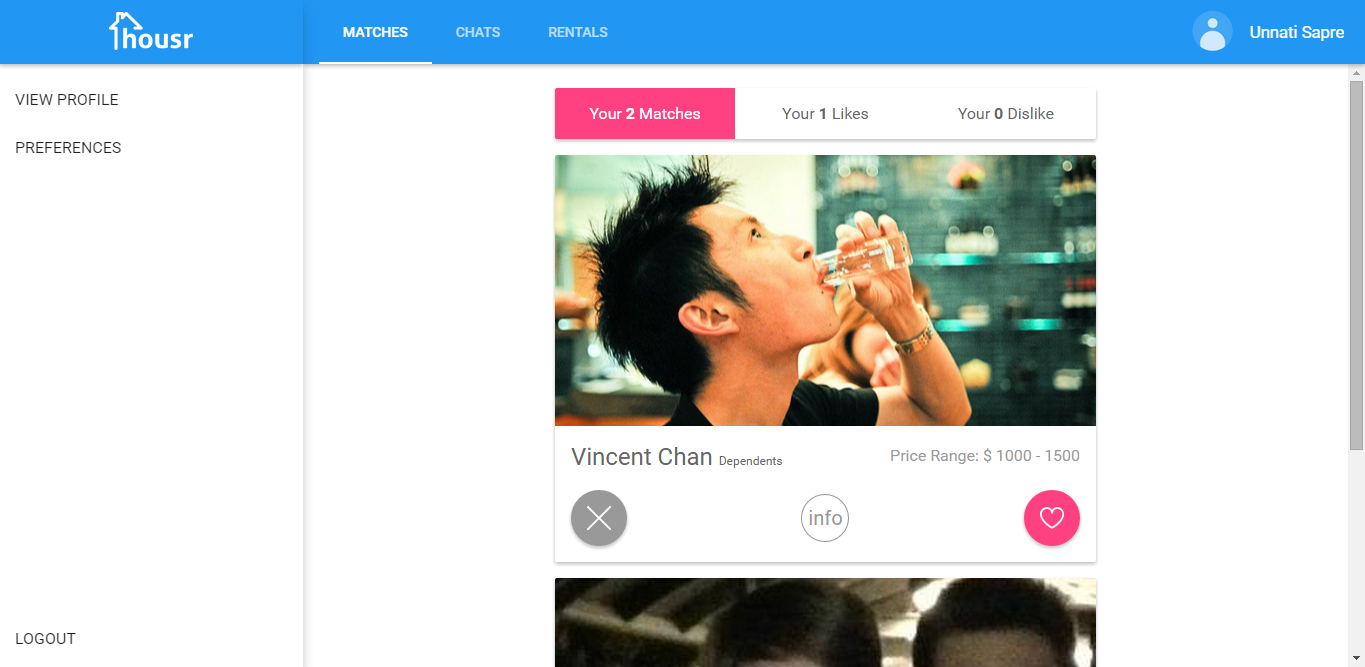 housr
MATCHES
CHATS
RENTALS
Unnati Sapre
VIEW PROFILE
PREFERENCES
Your 2 Matches
Your 1 Likes
Your 0 Dislike
Vincent Chan Dependents
Price Range: $ 1000 - 1500
info
LOGOUT